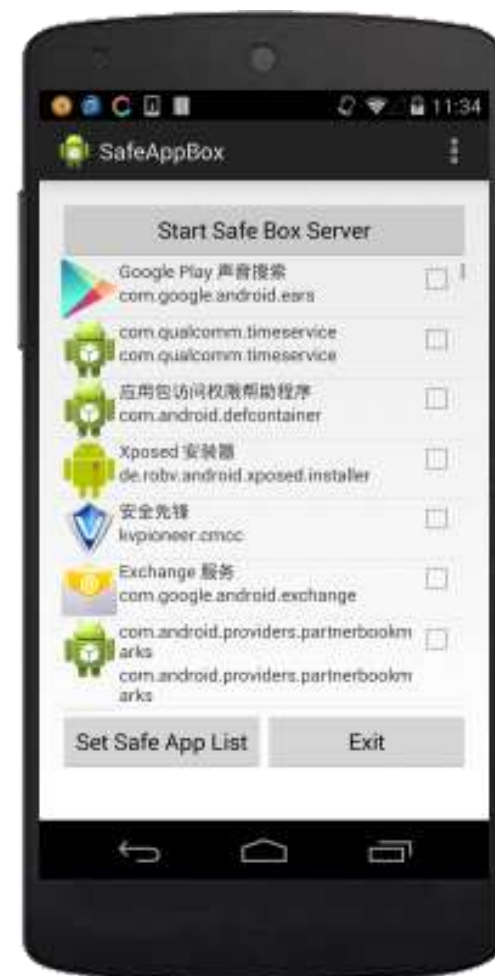 11:34
SafeAppBox
Start Safe Box Server
Google Play 声音搜索
com.google.android.ears
com.qualcomm.timeservice
com.qualcomm.timeservice
应用包访问权限帮助程序
com.android.defcontainer
Xposed 安装器
de.robv.android.xposed.installer
安全先锋
kvpioneer.cmcc
Exchange 服务
com.google.android.exchange
com.android.providers.partnerbookm
arks
com.android.providers.partnerbookm
arks
Set Safe App List
Exit